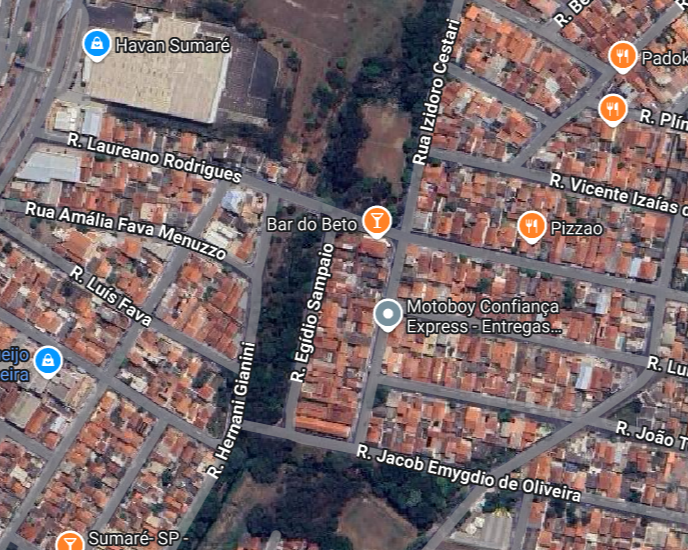 Havan Sumaré
R. Be
Padok
R. Plín
Rua Izidoro Cestari
R. Laureano Rodrigues
R. Vicente Izaías d
Rua Amália Fava Menuzzo
Bar do Beto
Pizzao
R. Egídio Sampaio
R. Luís Fava
Motoboy Confiança
Express - Entregas...
eijo
eira
R. Hernani Gianini
R. Lu
R. João T
R. Jacob Emygdio de Oliveira
Sumaré- SP -